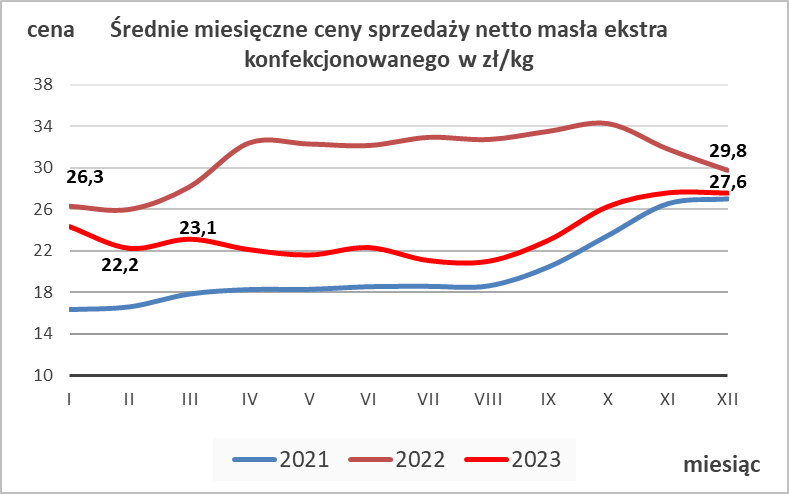 cena
Średnie miesięczne ceny sprzedaży netto masła ekstra
konfekcjonowanego w zł/kg
38
34
30
26
22
18
14
10
26,3
22,2
23,1
29,8
27,6
I II III IV V VI VII VIII IX X XI XII
2021 2022 2023
miesiąc